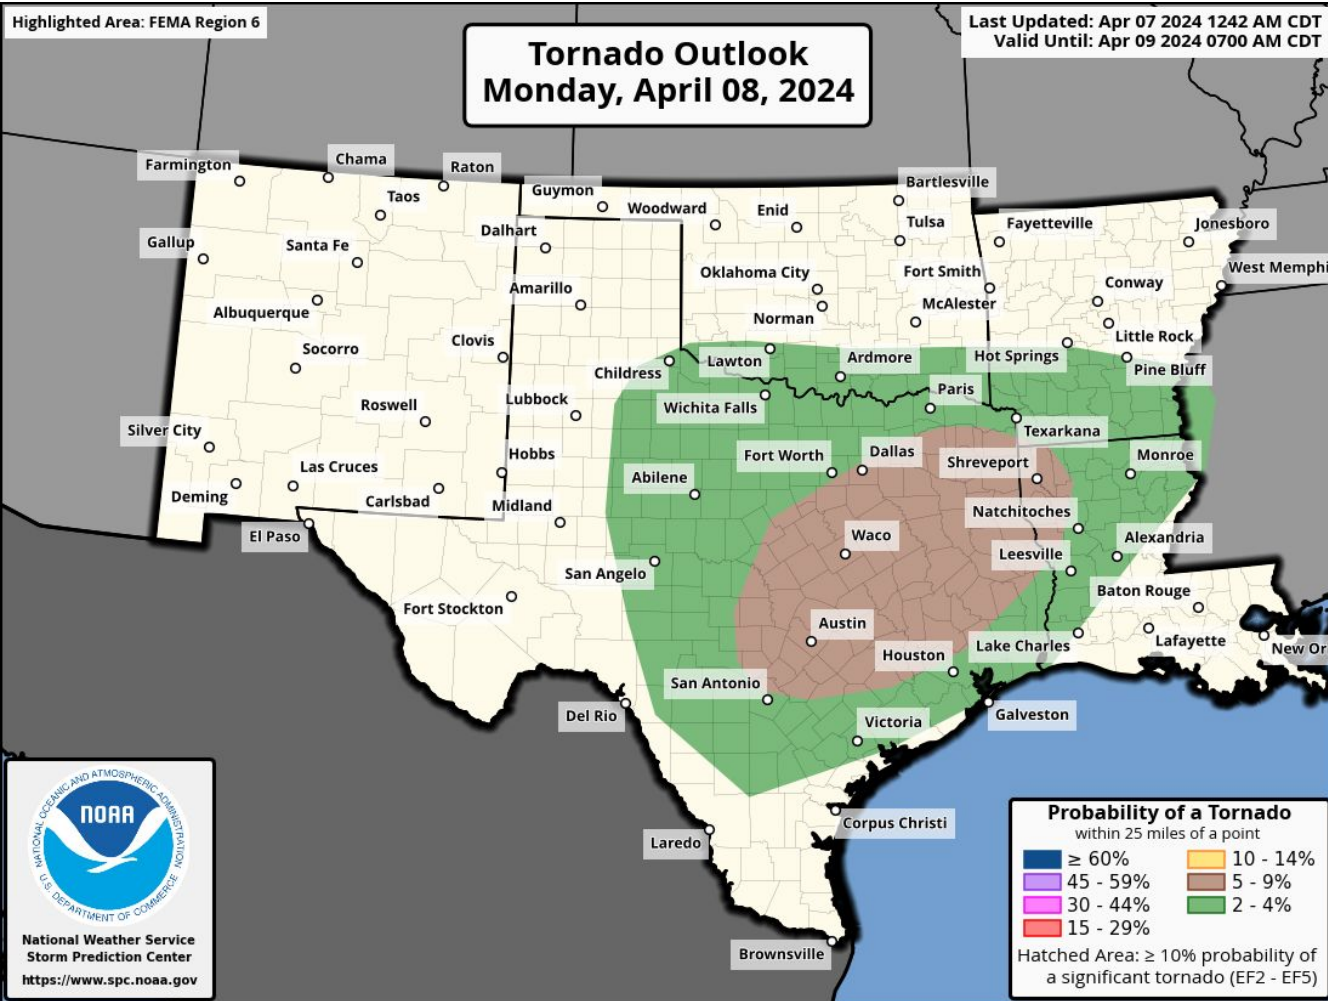 Highlighted Area: FEMA Region 6
Last Updated: Apr 07 2024 1242 AM CDT
Valid Until: Apr 09 2024 0700 AM CDT
Tornado Outlook
Monday, April 08, 2024
Farmington
Chama
Raton
Taos
Guymon
Woodward
Enid
Bartlesville
Tulsa
Fayetteville
Jonesboro
Gallup
Santa Fe
Dalhart
Oklahoma City
Fort Smith
West Memphi
Albuquerque
Amarillo
Norman
McAlester
Conway
Socorro
Clovis
Childress
Lawton
Ardmore
Hot Springs
Little Rock
Pine Bluff
Roswell
Lubbock
Wichita Falls
Paris
Texarkana
Silver City
Las Cruces
Hobbs
Abilene
Fort Worth
Dallas
Shreveport
Monroe
Deming
Carlsbad
Midland
Natchitoches
El Paso
San Angelo
Waco
Leesville
Alexandria
Fort Stockton
Austin
Baton Rouge
Houston
Lake Charles
Lafayette
New Or
San Antonio
Del Rio
Victoria
Galveston
Laredo
Corpus Christi
Brownsville
NATIONAL OCEANIC AND ATMOSPHERIC ADMINISTRATION
NOAA
U.S. DEPARTMENT OF COMMERCE
National Weather Service
Storm Prediction Center
https://www.spc.noaa.gov
Probability of a Tornado
within 25 miles of a point
≥ 60%
45 - 59%
30 - 44%
15 - 29%
10 - 14%
5 - 9%
2 - 4%
Hatched Area: ≥ 10% probability of
a significant tornado (EF2 - EF5)